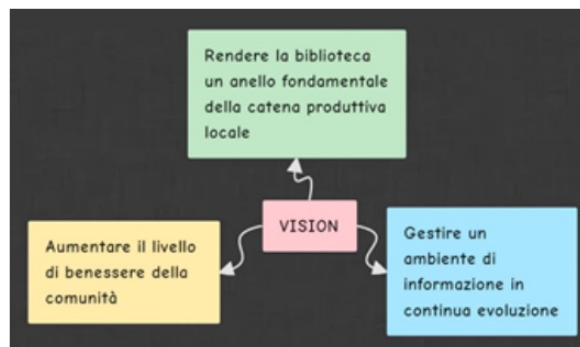 Rendere la biblioteca
un anello fondamentale
della catena produttiva
locale
VISION
Aumentare il livello
di benessere della
comunità
Gestire un
ambiente di
informazione in
continua evoluzione